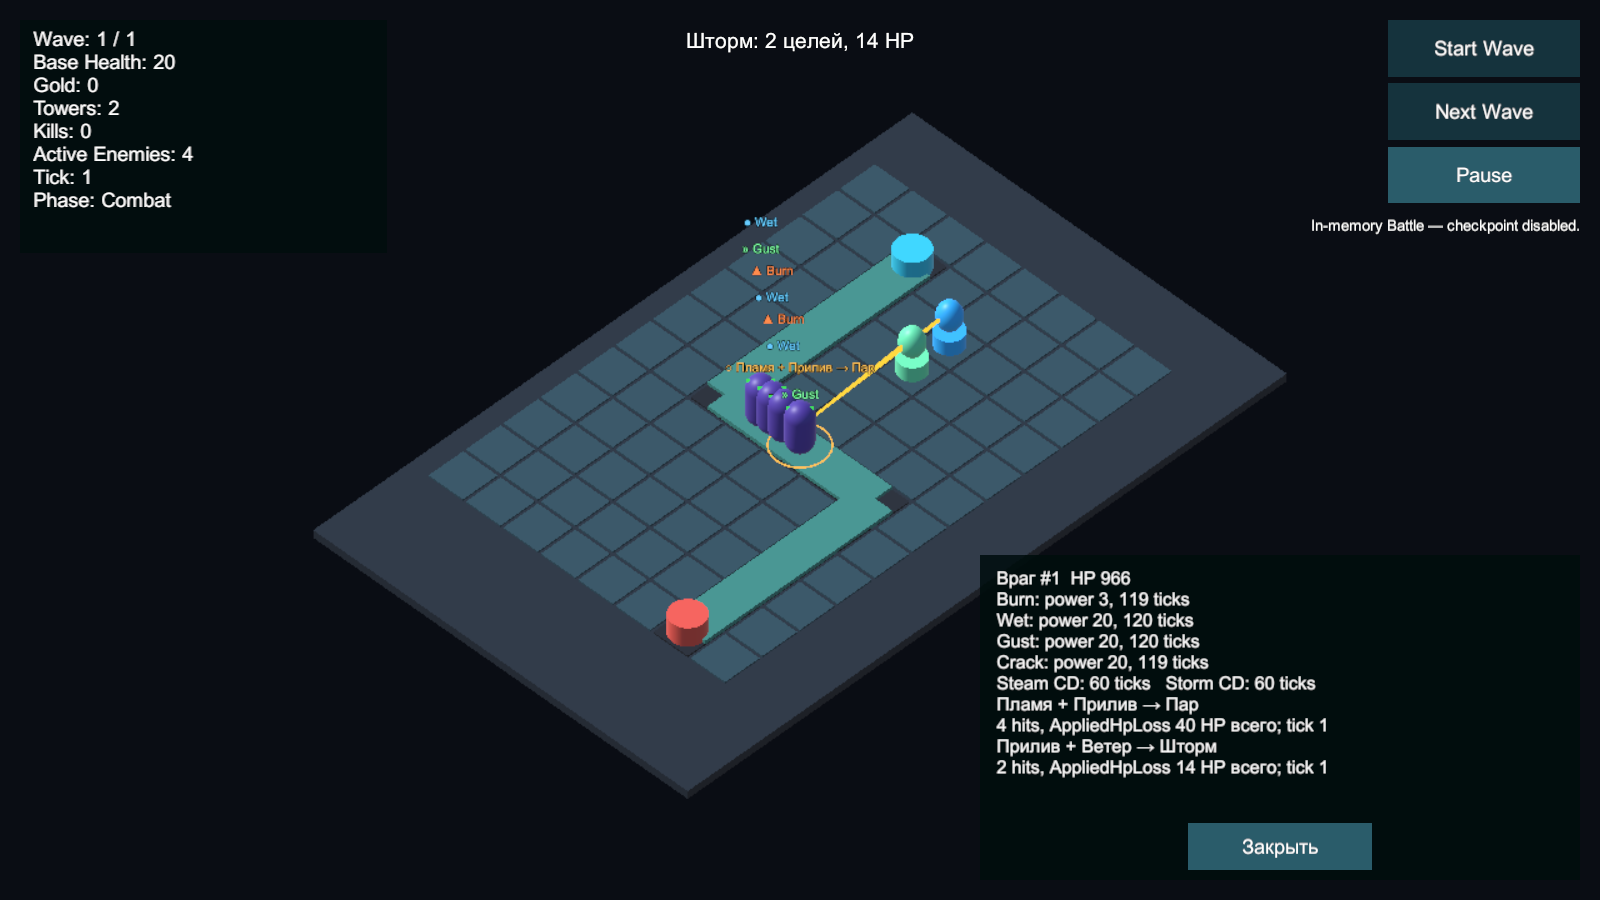 Wave: 1 / 1
Base Health: 20
Gold: 0
Towers: 2
Kills: 0
Active Enemies: 4
Tick: 1
Phase: Combat
Шторм: 2 целей, 14 HP
Start Wave
Next Wave
Pause
In-memory Battle — checkpoint disabled.
● Wet
» Gust
▲ Burn
● Wet
▲ Burn
● Wet
Пламя + Прилив → Пар
» Gust
Враг #1 HP 966
Burn: power 3, 119 ticks
Wet: power 20, 120 ticks
Gust: power 20, 120 ticks
Crack: power 20, 119 ticks
Steam CD: 60 ticks Storm CD: 60 ticks
Пламя + Прилив → Пар
4 hits, AppliedHpLoss 40 HP всего; tick 1
Прилив + Ветер → Шторм
2 hits, AppliedHpLoss 14 HP всего; tick 1
Закрыть